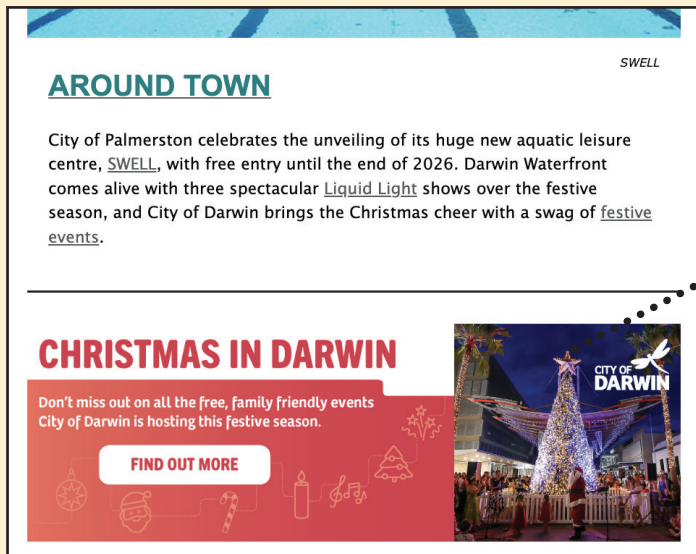 SWELL
AROUND TOWN
City of Palmerston celebrates the unveiling of its huge new aquatic leisure
centre, SWELL, with free entry until the end of 2026. Darwin Waterfront
comes alive with three spectacular Liquid Light shows over the festive
season, and City of Darwin brings the Christmas cheer with a swag of festive
events.
CHRISTMAS IN DARWIN
Don't miss out on all the free, family friendly events
City of Darwin is hosting this festive season.
FIND OUT MORE
CITY OF
DARWIN